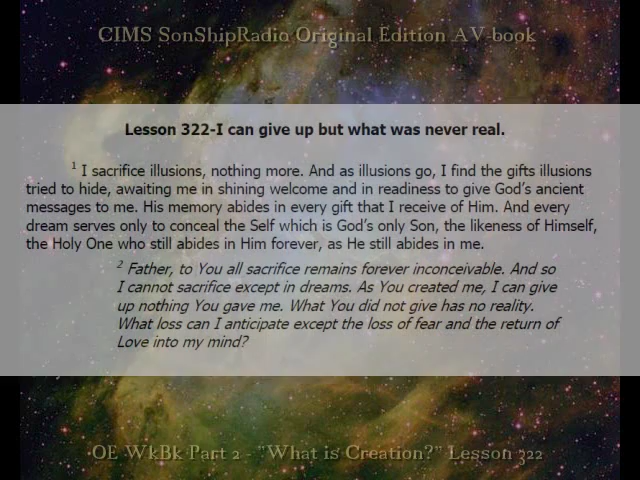 CIMS SonShipRadio Original Edition AV-book
Lesson 322-I can give up but what was never real.
1 I sacrifice illusions, nothing more. And as illusions go, I find the gifts illusions
tried to hide, awaiting me in shining welcome and in readiness to give God's ancient
messages to me. His memory abides in every gift that I receive of Him. And every
dream serves only to conceal the Self which is God's only Son, the likeness of Himself,
the Holy One who still abides in Him forever, as He still abides in me.
2 Father, to You all sacrifice remains forever inconceivable. And so
I cannot sacrifice except in dreams. As You created me, I can give
up nothing You gave me. What You did not give has no reality.
What loss can I anticipate except the loss of fear and the return of
Love into my mind?
OE WkBk Part 2 - "What is Creation?" Lesson 322